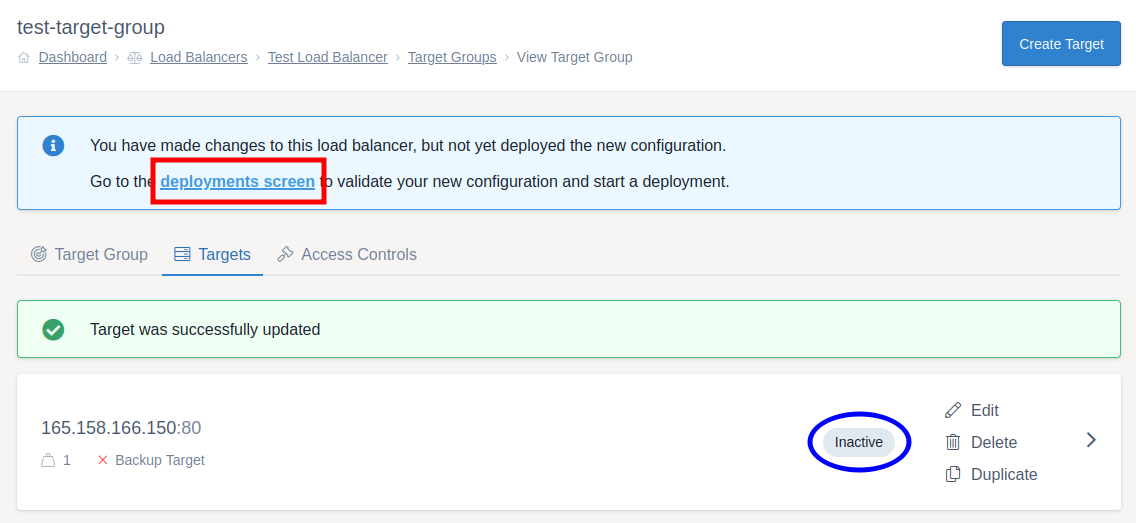 test-target-group
Dashboard › Load Balancers › Test Load Balancer › Target Groups › View Target Group
Create Target
You have made changes to this load balancer, but not yet deployed the new configuration.
Go to the deployments screen to validate your new configuration and start a deployment.
Target Group Targets Access Controls
Target was successfully updated
165.158.166.150:80
1 Backup Target
Inactive
Edit
Delete
Duplicate